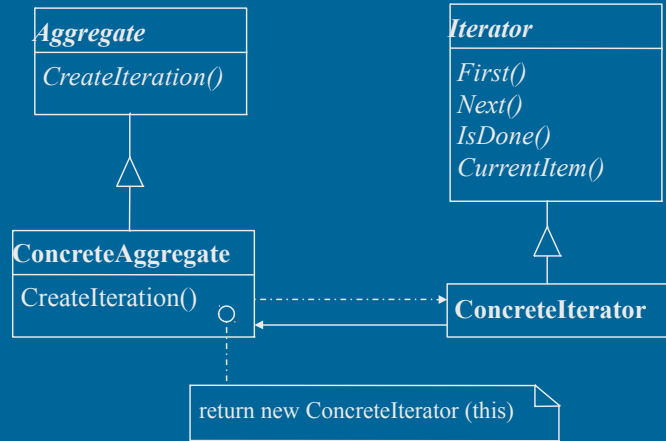 Aggregate
CreateIteration()
Iterator
First()
Next()
IsDone()
CurrentItem()
ConcreteAggregate
CreateIteration()
ConcreteIterator
return new ConcreteIterator (this)